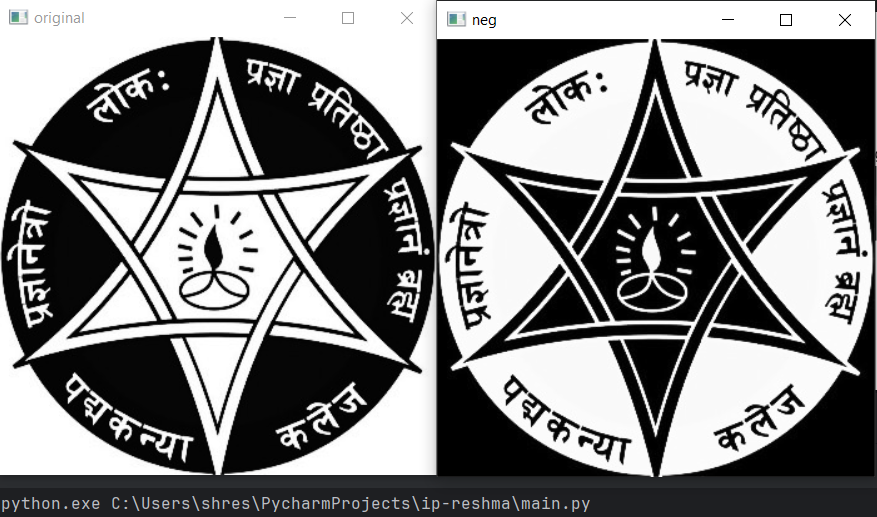 original
neg
प्रज्ञानेत्रो
लोक:
प्रज्ञा प्रतिष्ठा
प्रज्ञानं ब्रह्म
पद्मकन्या
कलेज
प्रज्ञानेत्रो
लोक:
प्रज्ञा प्रतिष्ठा
प्रज्ञानं ब्रह्म
पद्मकन्या
कलेज
python.exe C:\Users\shres\PycharmProjects\ip-reshma\main.py